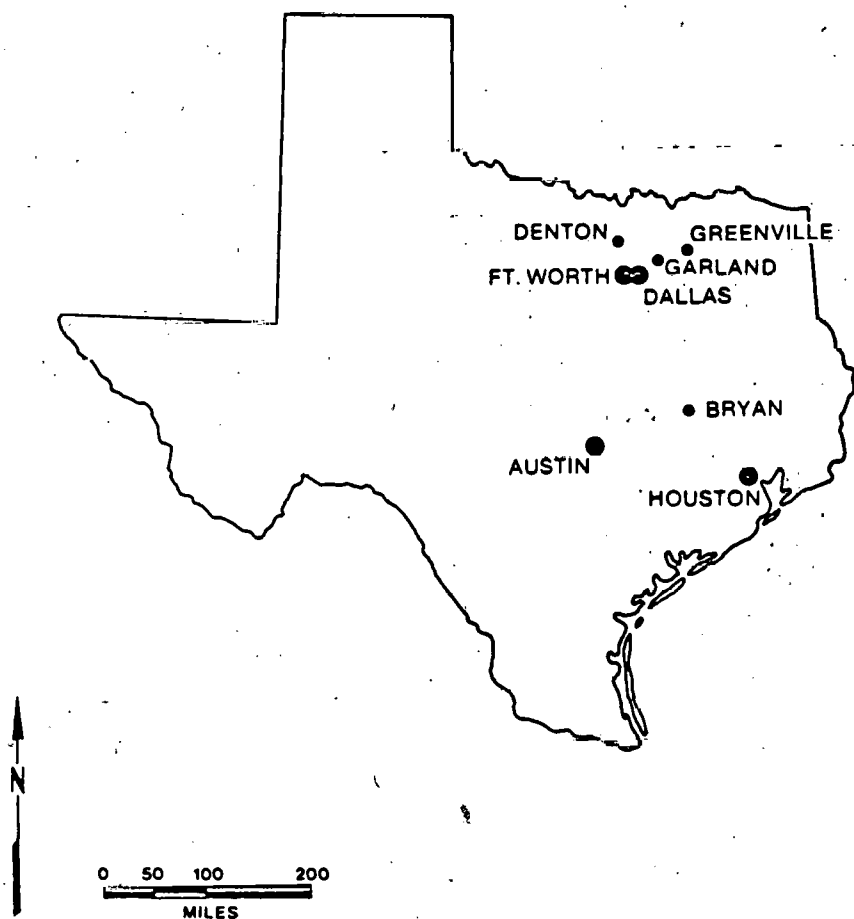 DENTON
GREENVILLE
GARLAND
FT. WORTH
DALLAS
BRYAN
AUSTIN
HOUSTON
N
0 50 100 200
MILES